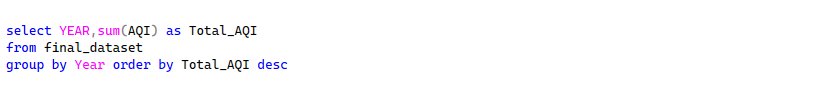 select YEAR,sum(AQI) as Total_AQI
from final_dataset
group by Year order by Total_AQI desc